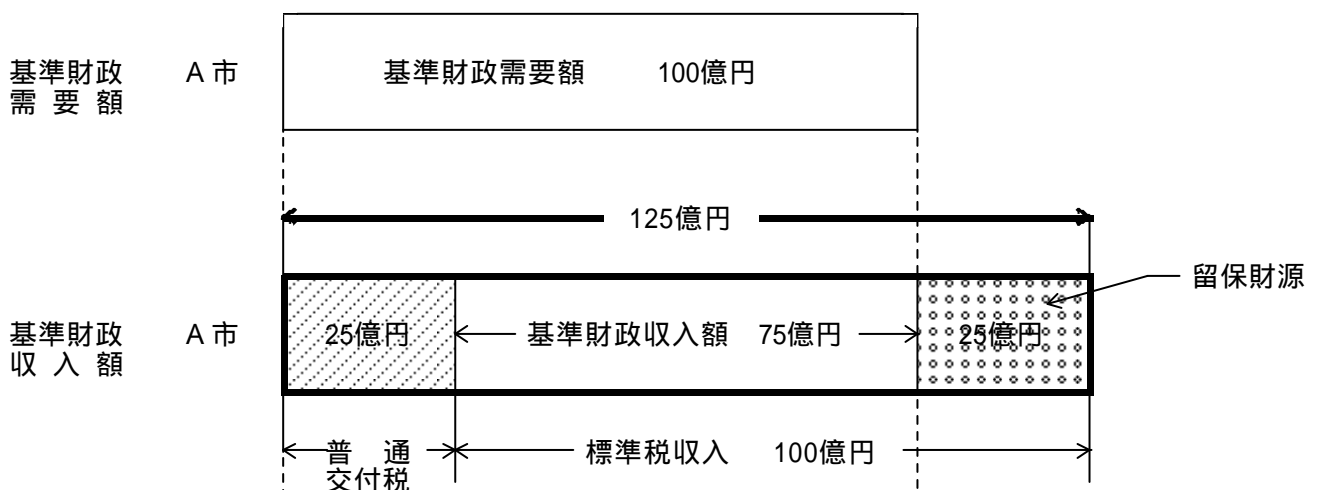 基準財政需要額 A市 基準財政需要額 100億円
125億円
留保財源
基準財政収入額 A市 25億円 基準財政収入額 75億円 25億円
普通交付税 標準税収入 100億円